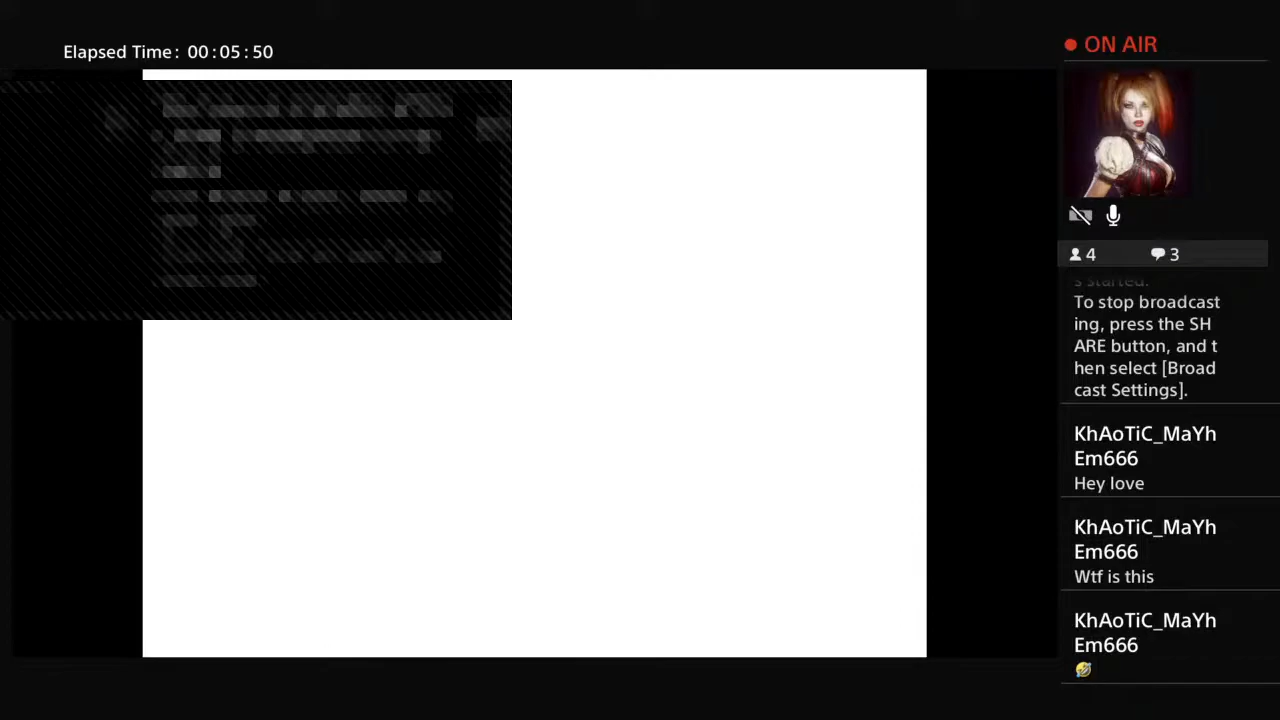 Elapsed Time: 00:05:50
ON AIR
4 3
s started.
To stop broadcast
ing, press the SH
ARE button, and t
hen select [Broad
cast Settings].
KhAoTiC_MaYh
Em666
Hey love
KhAoTiC_MaYh
Em666
Wtf is this
KhAoTiC_MaYh
Em666
🤣